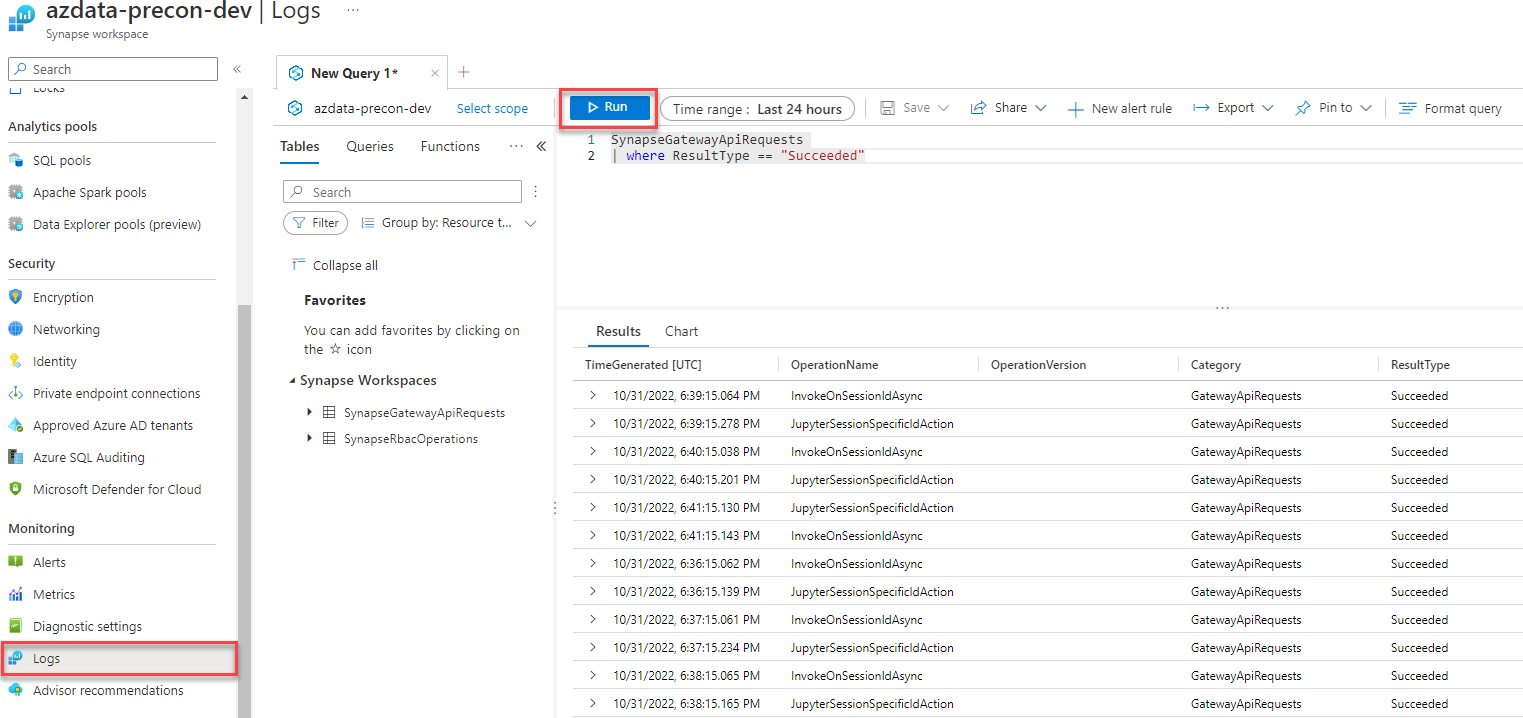 azdata-precon-dev | Logs ...
Synapse workspace
Search «
Locks
Analytics pools
SQL pools
Apache Spark pools
Data Explorer pools (preview)
Security
Encryption
Networking
Identity
Private endpoint connections
Approved Azure AD tenants
Azure SQL Auditing
Microsoft Defender for Cloud
Monitoring
Alerts
Metrics
Diagnostic settings
Logs
Advisor recommendations
New Query 1* × +
azdata-precon-dev Select scope Run Time range : Last 24 hours Save Share New alert rule Export Pin to Format query
Tables Queries Functions ... «
Search
Filter Group by: Resource t...
Collapse all
Favorites
You can add favorites by clicking on
the ☆ icon
Synapse Workspaces
SynapseGatewayApiRequests
SynapseRbacOperations
1 SynapseGatewayApiRequests
2 | where ResultType == "Succeeded"
...
Results Chart
TimeGenerated [UTC] OperationName OperationVersion Category ResultType
10/31/2022, 6:39:15.064 PM InvokeOnSessionIdAsync GatewayApiRequests Succeeded
10/31/2022, 6:39:15.278 PM JupyterSessionSpecificIdAction GatewayApiRequests Succeeded
10/31/2022, 6:40:15.038 PM InvokeOnSessionIdAsync GatewayApiRequests Succeeded
10/31/2022, 6:40:15.201 PM JupyterSessionSpecificIdAction GatewayApiRequests Succeeded
10/31/2022, 6:41:15.130 PM JupyterSessionSpecificIdAction GatewayApiRequests Succeeded
10/31/2022, 6:41:15.143 PM InvokeOnSessionIdAsync GatewayApiRequests Succeeded
10/31/2022, 6:36:15.062 PM InvokeOnSessionIdAsync GatewayApiRequests Succeeded
10/31/2022, 6:36:15.139 PM JupyterSessionSpecificIdAction GatewayApiRequests Succeeded
10/31/2022, 6:37:15.061 PM InvokeOnSessionIdAsync GatewayApiRequests Succeeded
10/31/2022, 6:37:15.234 PM JupyterSessionSpecificIdAction GatewayApiRequests Succeeded
10/31/2022, 6:38:15.065 PM InvokeOnSessionIdAsync GatewayApiRequests Succeeded
10/31/2022, 6:38:15.165 PM JupyterSessionSpecificIdAction GatewayApiRequests Succeeded